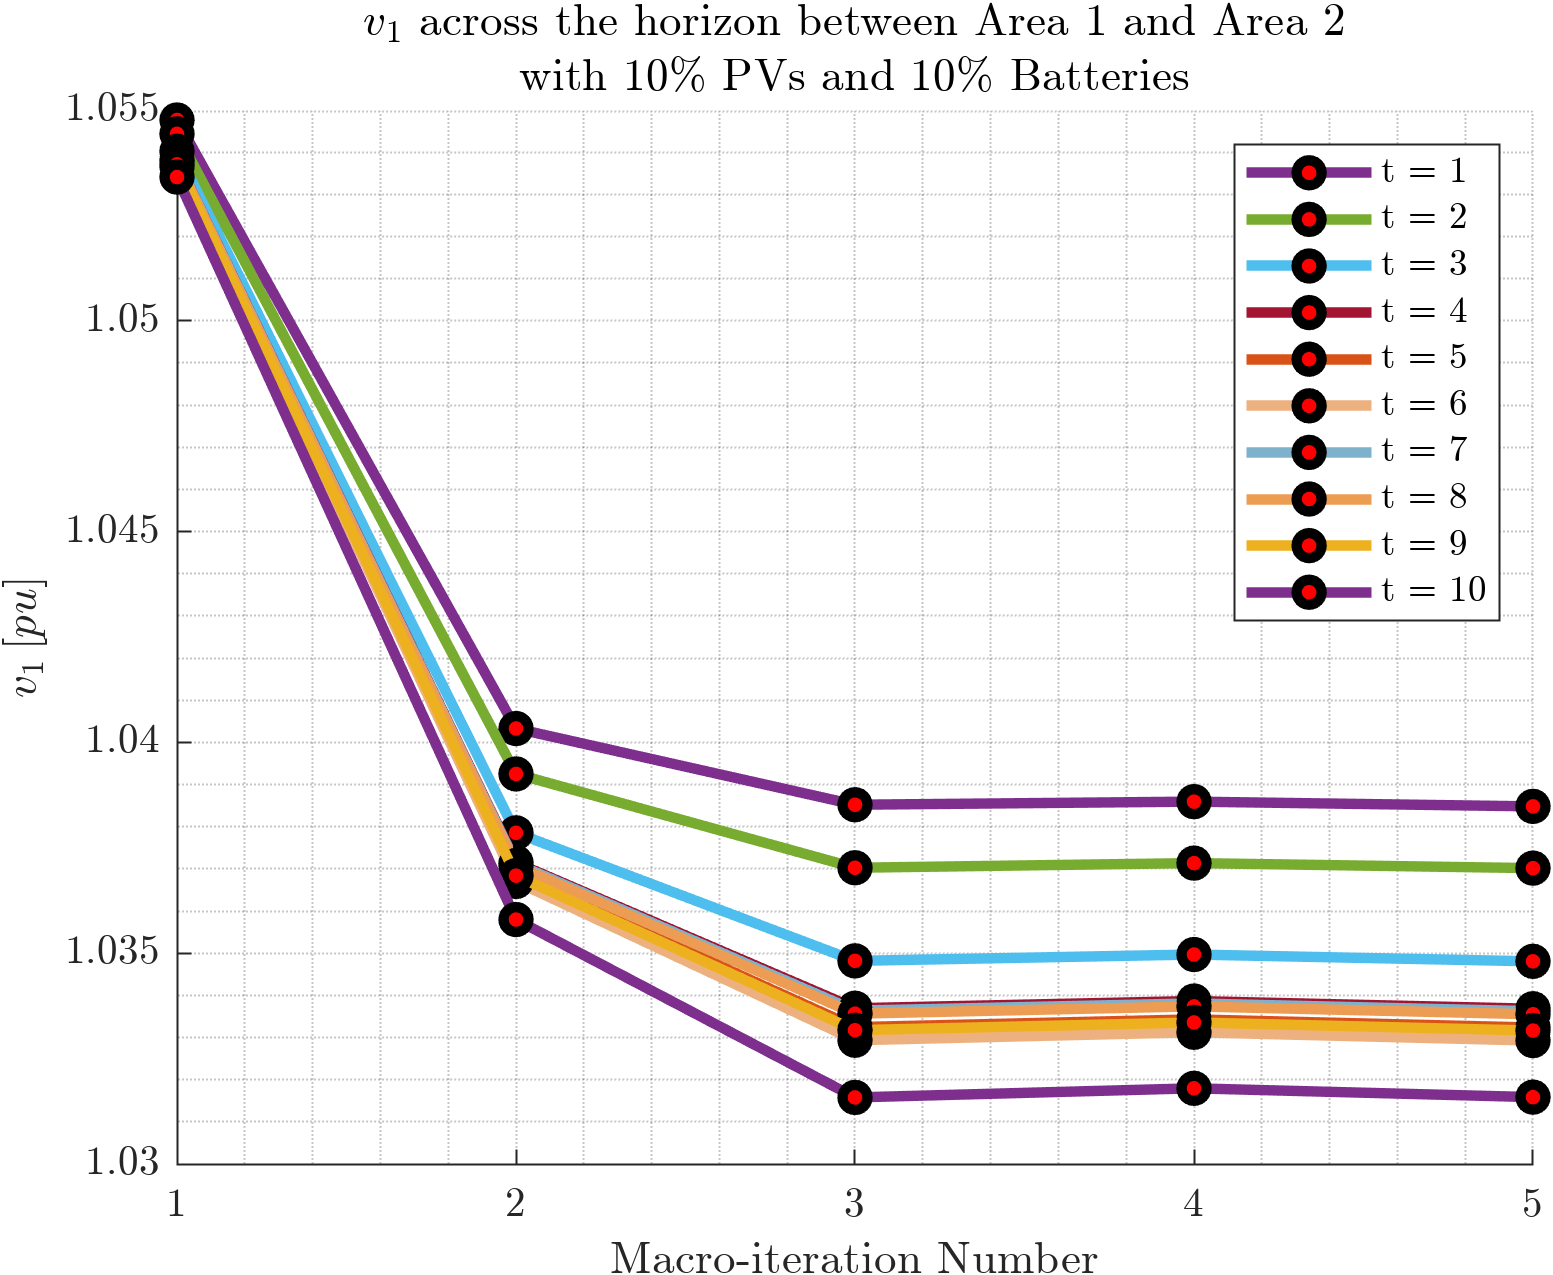 v₁ across the horizon between Area 1 and Area 2
with 10% PVs and 10% Batteries
1.055
1.05
1.045
1.04
1.035
1.03
v₁ [pu]
t = 1
t = 2
t = 3
t = 4
t = 5
t = 6
t = 7
t = 8
t = 9
t = 10
1 2 3 4 5
Macro-iteration Number